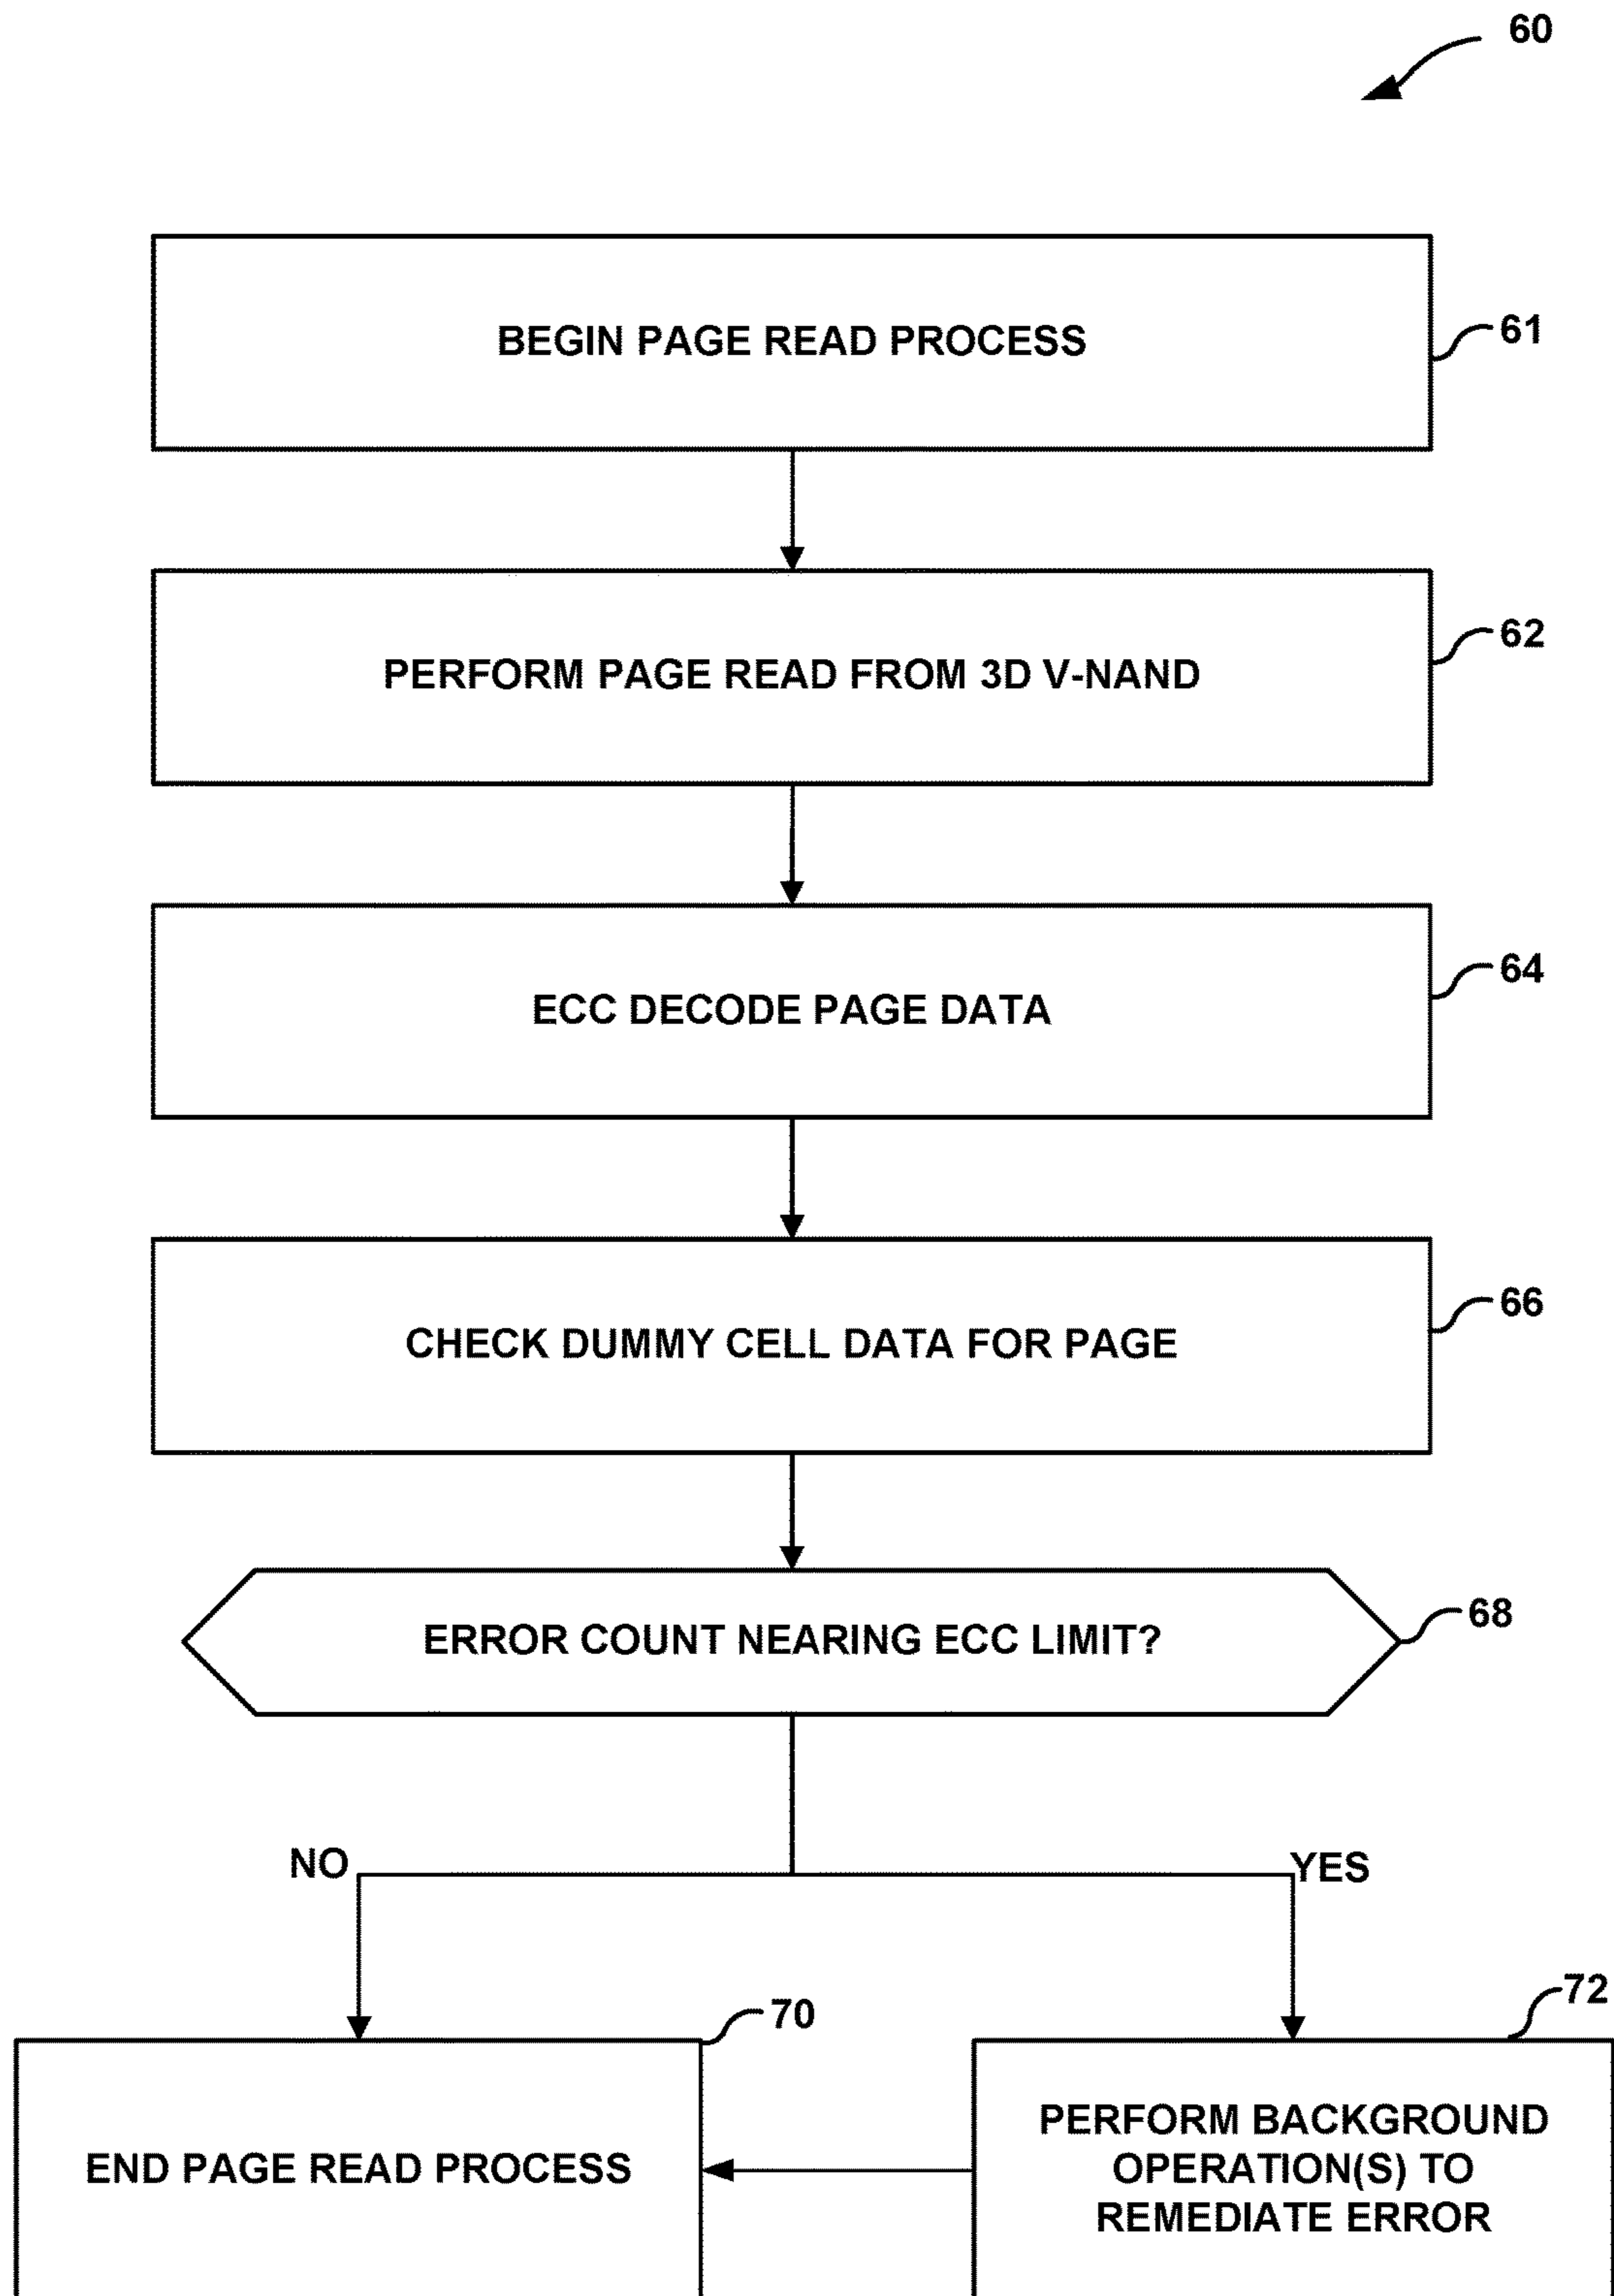 60
BEGIN PAGE READ PROCESS
61
PERFORM PAGE READ FROM 3D V-NAND
62
ECC DECODE PAGE DATA
64
CHECK DUMMY CELL DATA FOR PAGE
66
ERROR COUNT NEARING ECC LIMIT?
68
NO
YES
70
72
END PAGE READ PROCESS
PERFORM BACKGROUND
OPERATION(S) TO
REMEDIATE ERROR